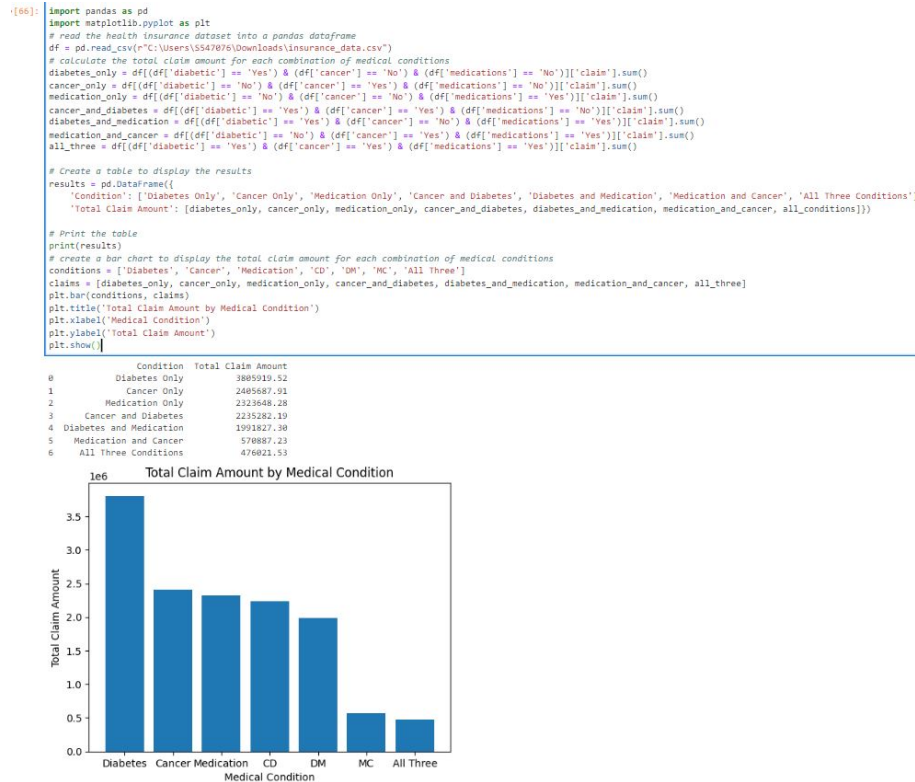 [66]: import pandas as pd
import matplotlib.pyplot as plt
# read the health insurance dataset into a pandas dataframe
df = pd.read_csv(r"C:\Users\S547076\Downloads\insurance_data.csv")
# calculate the total claim amount for each combination of medical conditions
diabetes_only = df[(df['diabetic'] == 'Yes') & (df['cancer'] == 'No') & (df['medications'] == 'No')]['claim'].sum()
cancer_only = df[(df['diabetic'] == 'No') & (df['cancer'] == 'Yes') & (df['medications'] == 'No')]['claim'].sum()
medication_only = df[(df['diabetic'] == 'No') & (df['cancer'] == 'No') & (df['medications'] == 'Yes')]['claim'].sum()
cancer_and_diabetes = df[(df['diabetic'] == 'Yes') & (df['cancer'] == 'Yes') & (df['medications'] == 'No')]['claim'].sum()
diabetes_and_medication = df[(df['diabetic'] == 'Yes') & (df['cancer'] == 'No') & (df['medications'] == 'Yes')]['claim'].sum()
medication_and_cancer = df[(df['diabetic'] == 'No') & (df['cancer'] == 'Yes') & (df['medications'] == 'Yes')]['claim'].sum()
all_three = df[(df['diabetic'] == 'Yes') & (df['cancer'] == 'Yes') & (df['medications'] == 'Yes')]['claim'].sum()
# Create a table to display the results
results = pd.DataFrame({
'Condition': ['Diabetes Only', 'Cancer Only', 'Medication Only', 'Cancer and Diabetes', 'Diabetes and Medication', 'Medication and Cancer', 'All Three Conditions']
'Total Claim Amount': [diabetes_only, cancer_only, medication_only, cancer_and_diabetes, diabetes_and_medication, medication_and_cancer, all_conditions]})
# Print the table
print(results)
# create a bar chart to display the total claim amount for each combination of medical conditions
conditions = ['Diabetes', 'Cancer', 'Medication', 'CD', 'DM', 'MC', 'All Three']
claims = [diabetes_only, cancer_only, medication_only, cancer_and_diabetes, diabetes_and_medication, medication_and_cancer, all_three]
plt.bar(conditions, claims)
plt.title('Total Claim Amount by Medical Condition')
plt.xlabel('Medical Condition')
plt.ylabel('Total Claim Amount')
plt.show()
Condition Total Claim Amount
0 Diabetes Only 3805919.52
1 Cancer Only 2405687.91
2 Medication Only 2323648.28
3 Cancer and Diabetes 2235282.19
4 Diabetes and Medication 1991827.30
5 Medication and Cancer 570887.23
6 All Three Conditions 476021.53
1e6 Total Claim Amount by Medical Condition
3.5
3.0
2.5
2.0
1.5
1.0
0.5
0.0
Total Claim Amount
Diabetes Cancer Medication CD DM MC All Three
Medical Condition